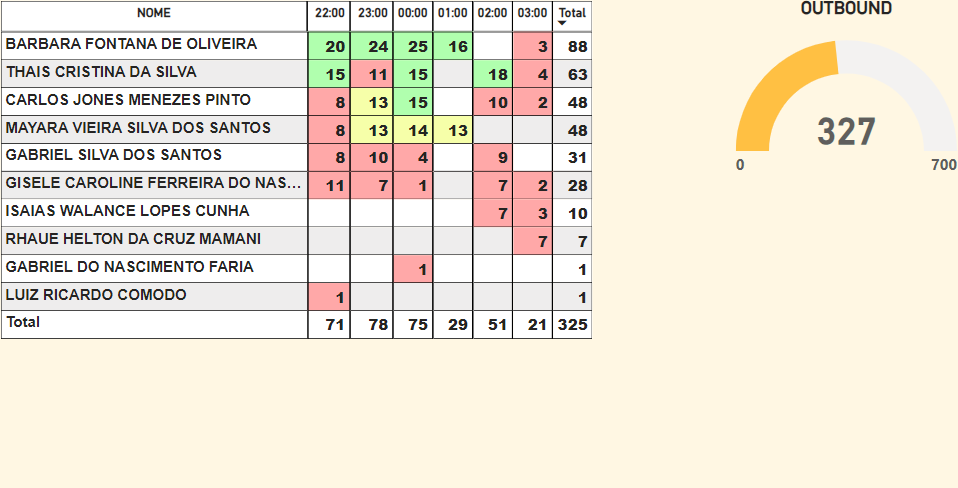 NOME 22:00 23:00 00:00 01:00 02:00 03:00 Total
BARBARA FONTANA DE OLIVEIRA 20 24 25 16 3 88
THAIS CRISTINA DA SILVA 15 11 15 18 4 63
CARLOS JONES MENEZES PINTO 8 13 15 10 2 48
MAYARA VIEIRA SILVA DOS SANTOS 8 13 14 13 48
GABRIEL SILVA DOS SANTOS 8 10 4 9 31
GISELE CAROLINE FERREIRA DO NAS... 11 7 1 7 2 28
ISAIAS WALANCE LOPES CUNHA 7 3 10
RHAUE HELTON DA CRUZ MAMANI 7 7
GABRIEL DO NASCIMENTO FARIA 1 1
LUIZ RICARDO COMODO 1 1
Total 71 78 75 29 51 21 325
OUTBOUND
327
0 700